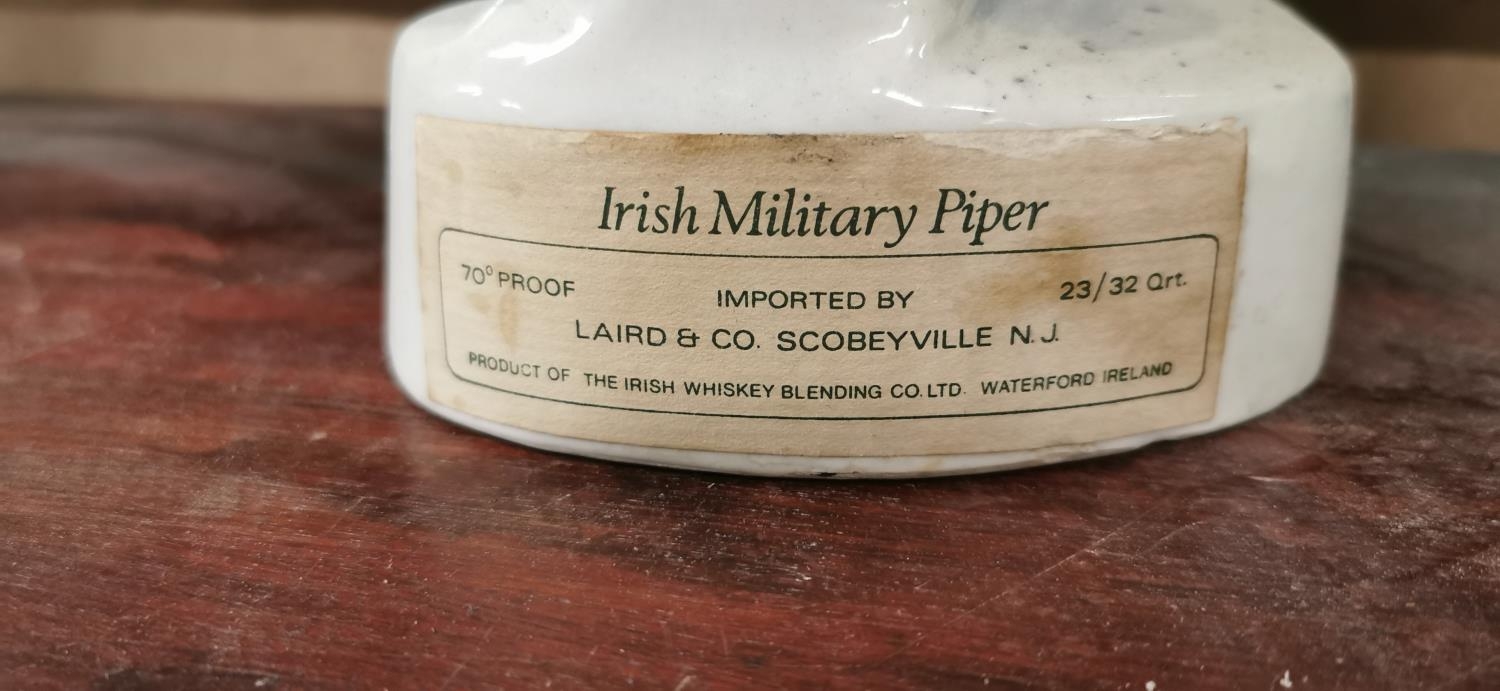 Irish Military Piper
70° PROOF IMPORTED BY 23/32 Qrt.
LAIRD & CO. SCOBEYVILLE N.J.
PRODUCT OF THE IRISH WHISKEY BLENDING CO. LTD. WATERFORD IRELAND